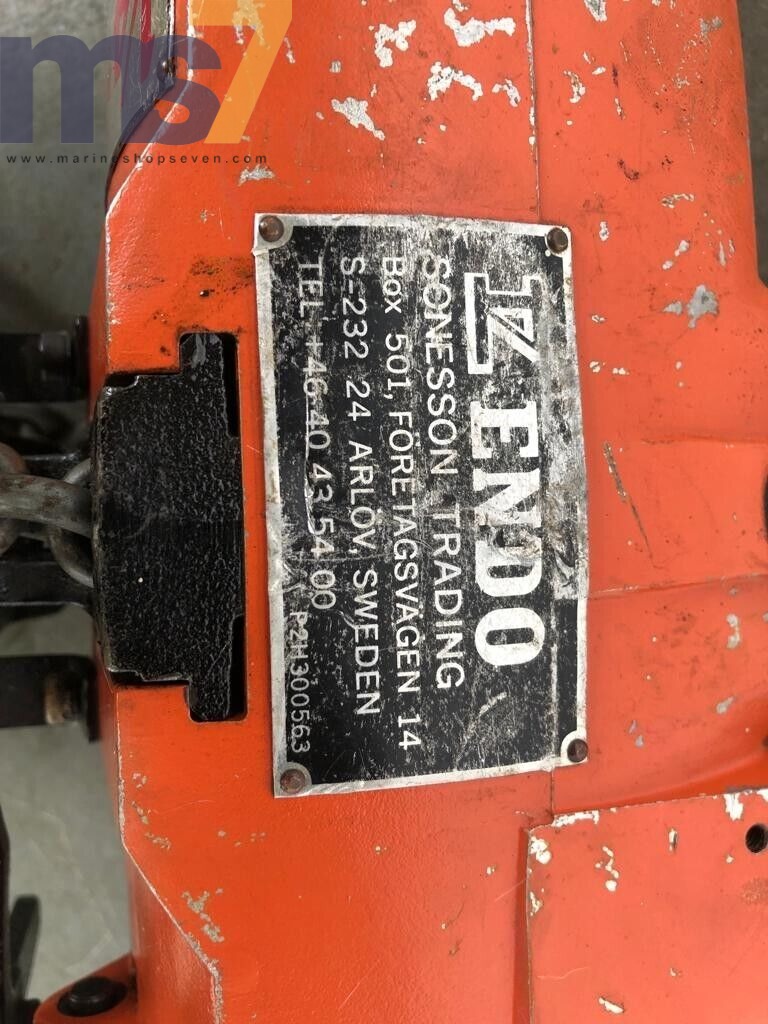 ms7
www.marineshopseven.com
ENDO
SONESSON TRADING
Box 501, FÖRETAGSVÄGEN 14
S-232 24 ARLÖV, SWEDEN
TEL: +46-40 43 54 00
P2H300563